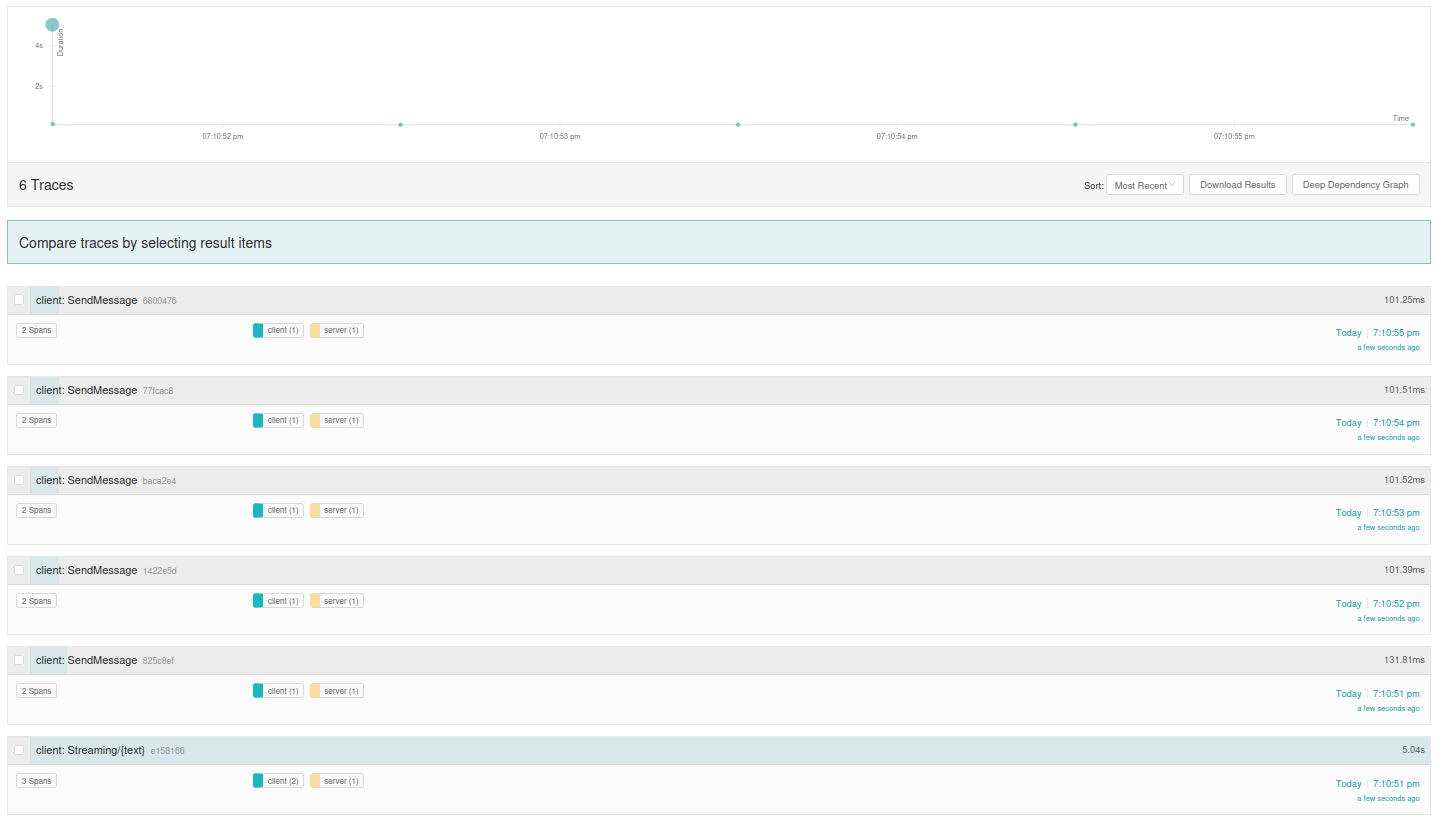 4s
Duration
2s
Time
07:10:52 pm 07:10:53 pm 07:10:54 pm 07:10:55 pm
6 Traces Sort: Most Recent Download Results Deep Dependency Graph
Compare traces by selecting result items
client: SendMessage 6800476 101.25ms
2 Spans client (1) server (1) Today 7:10:55 pm
a few seconds ago
client: SendMessage 77fcac8 101.51ms
2 Spans client (1) server (1) Today 7:10:54 pm
a few seconds ago
client: SendMessage baca2e4 101.52ms
2 Spans client (1) server (1) Today 7:10:53 pm
a few seconds ago
client: SendMessage 1422e5d 101.39ms
2 Spans client (1) server (1) Today 7:10:52 pm
a few seconds ago
client: SendMessage 825c8ef 131.81ms
2 Spans client (1) server (1) Today 7:10:51 pm
a few seconds ago
client: Streaming/{text} e158166 5.04s
3 Spans client (2) server (1) Today 7:10:51 pm
a few seconds ago